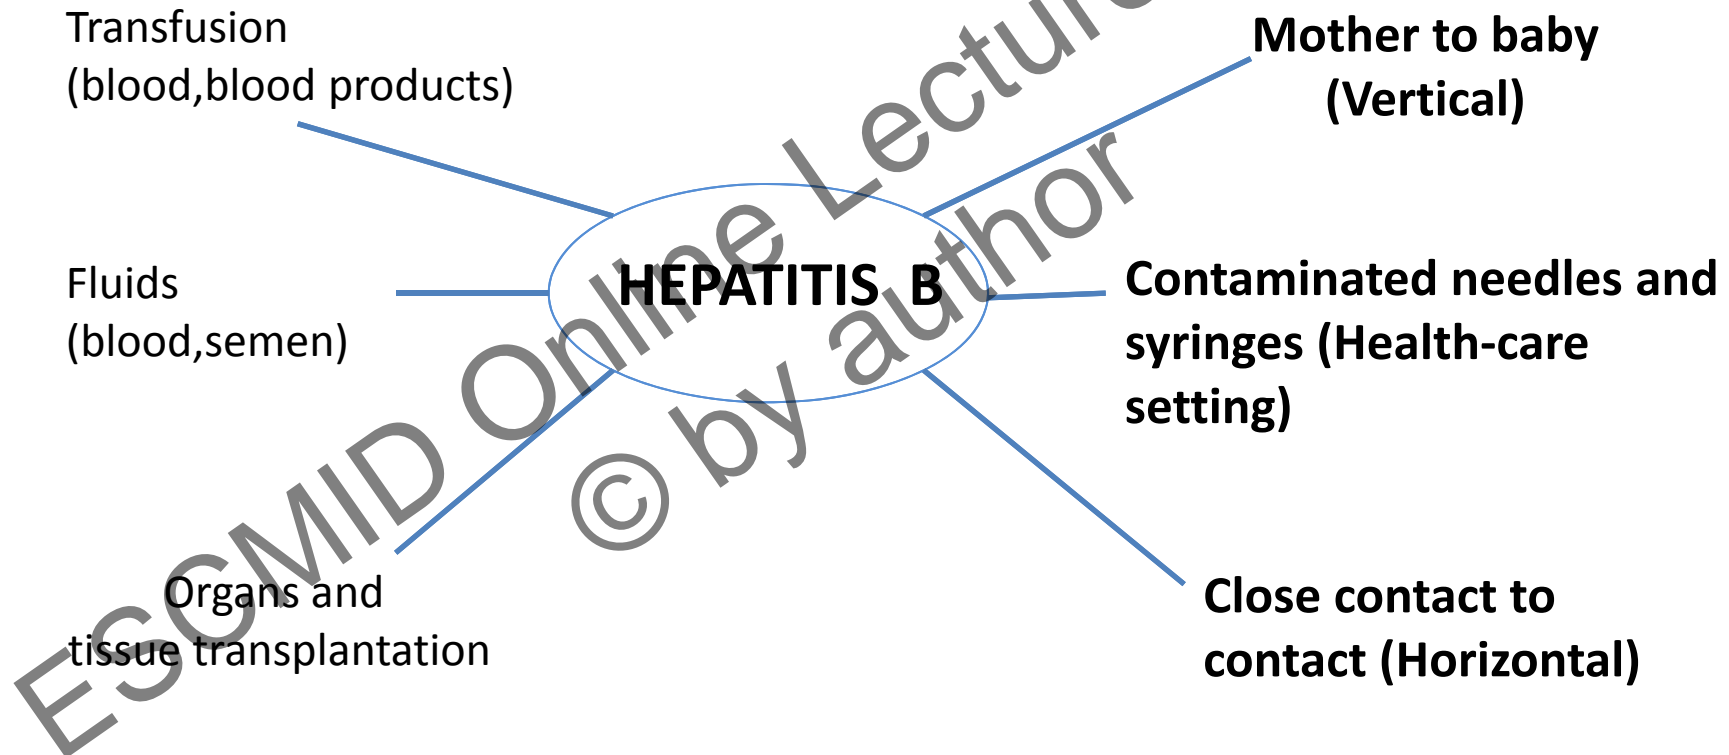 Transfusion
(blood,blood products)
Mother to baby
(Vertical)
Fluids
(blood,semen)
HEPATITIS B
Contaminated needles and
syringes (Health-care
setting)
Organs and
tissue transplantation
Close contact to
contact (Horizontal)
ESCMID Online Lecture
© by author